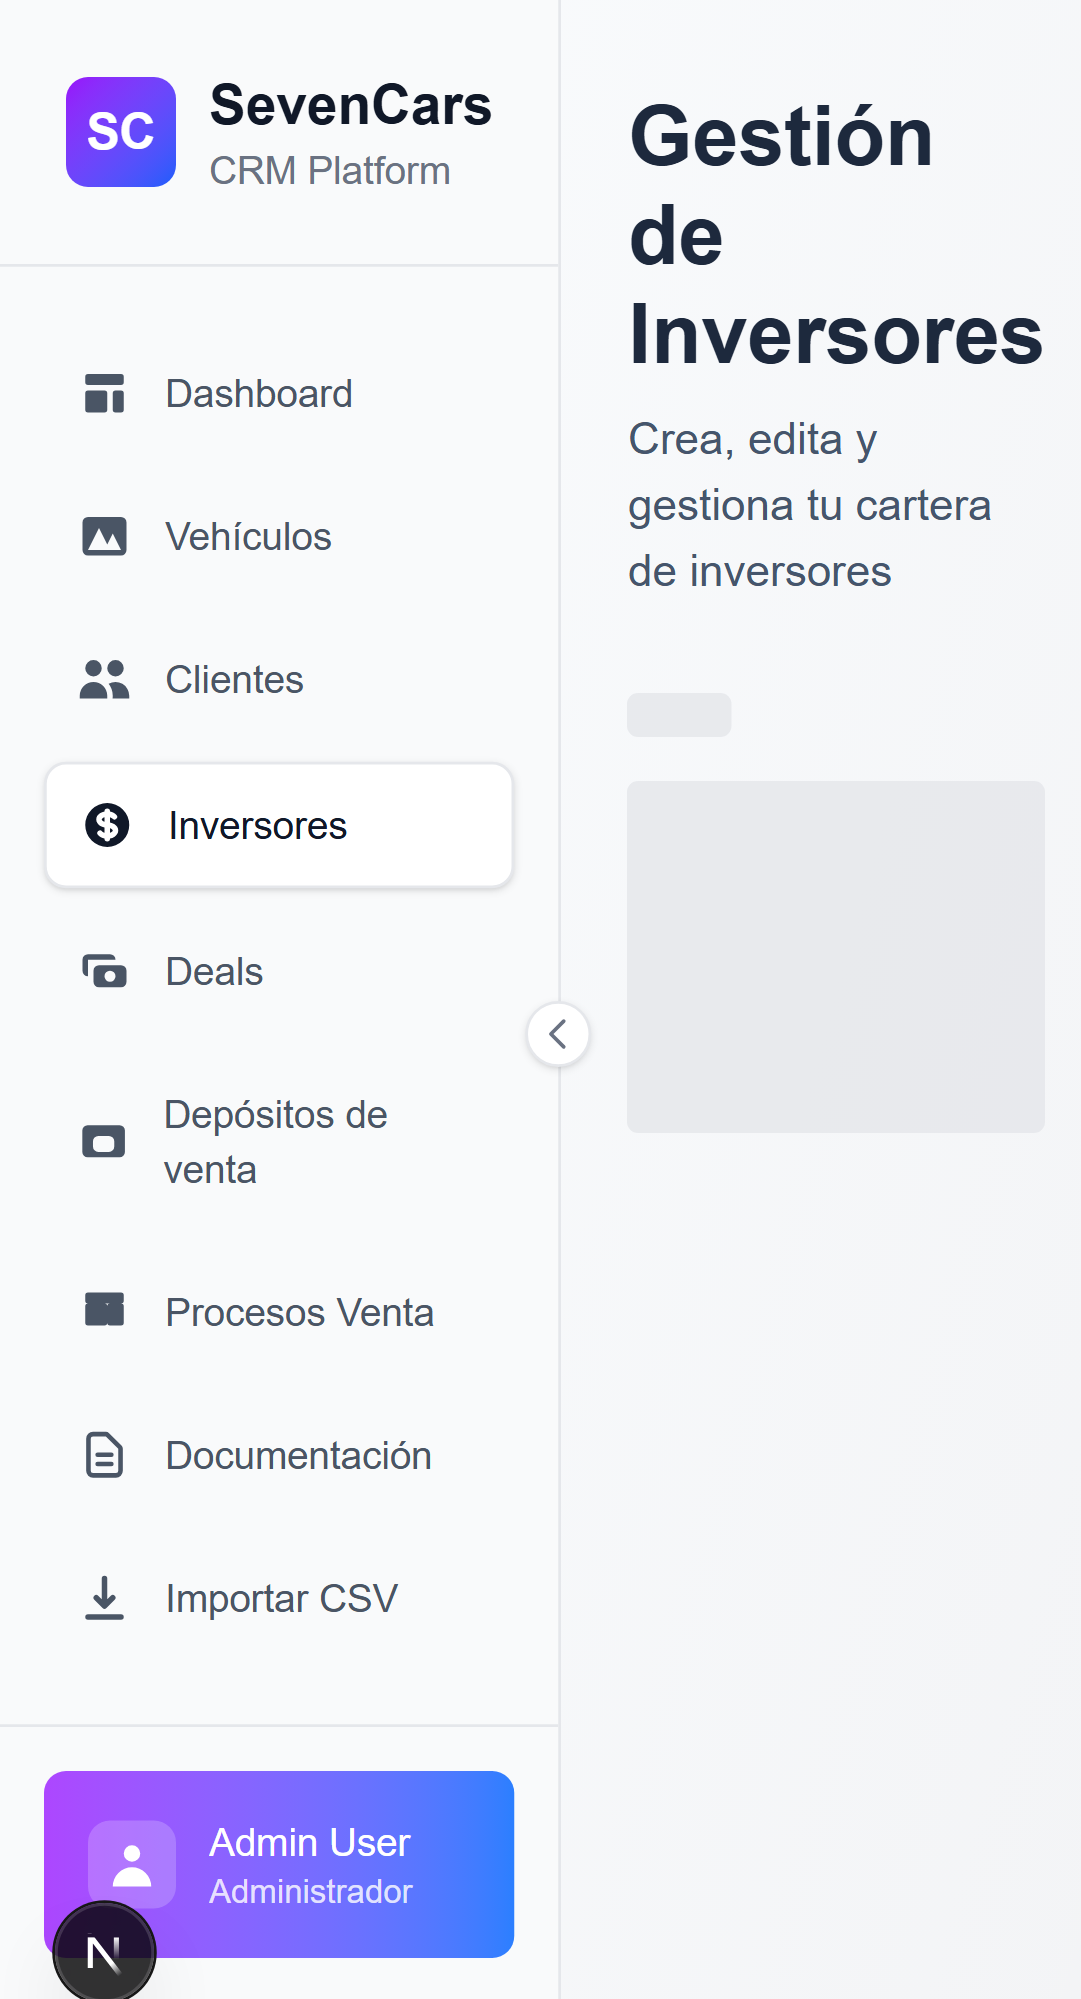 SC
SevenCars
CRM Platform
Dashboard
Vehículos
Clientes
Inversores
Deals
Depósitos de
venta
Procesos Venta
Documentación
Importar CSV
Admin User
Administrador
N
Gestión
de
Inversores
Crea, edita y
gestiona tu cartera
de inversores